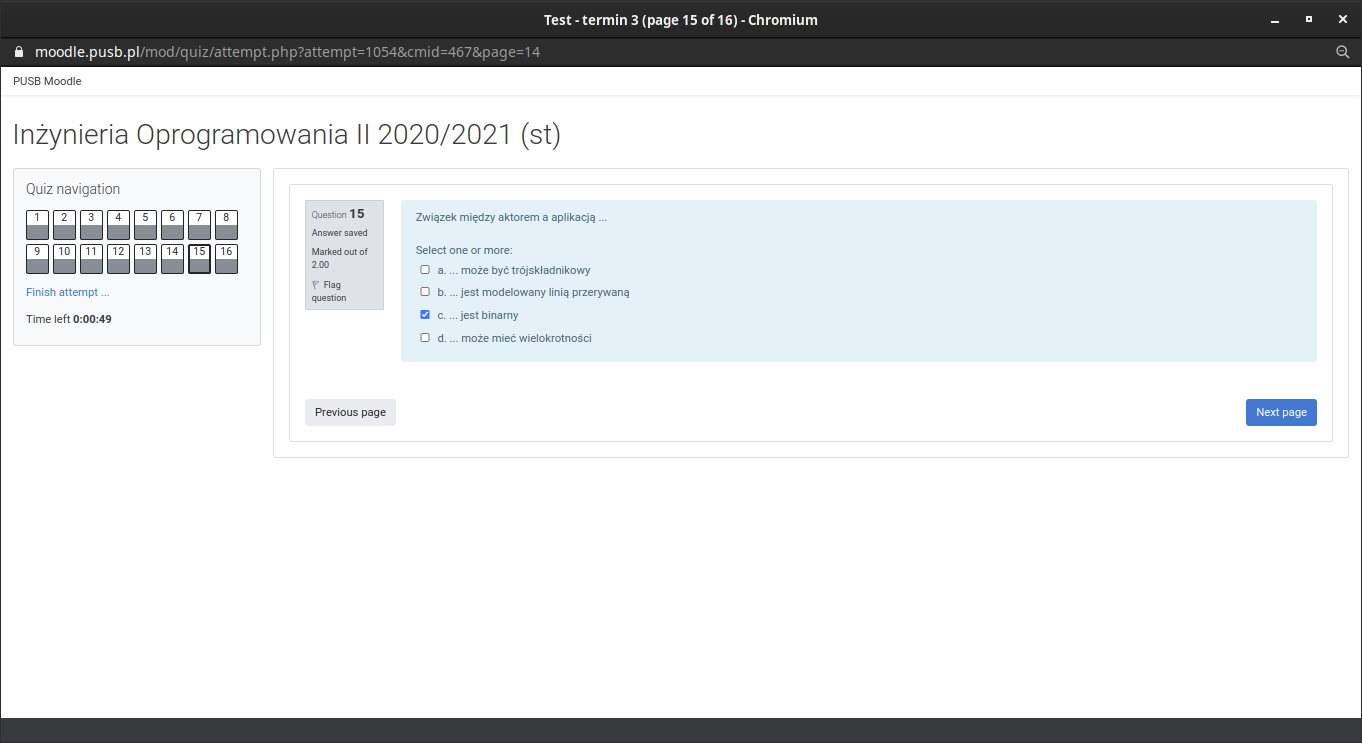 Test - termin 3 (page 15 of 16) - Chromium
moodle.pusb.pl/mod/quiz/attempt.php?attempt=1054&cmid=467&page=14
PUSB Moodle
Inżynieria Oprogramowania II 2020/2021 (st)
Quiz navigation
1 2 3 4 5 6 7 8
9 10 11 12 13 14 15 16
Finish attempt ...
Time left 0:00:49
Question 15
Answer saved
Marked out of
2.00
Flag
question
Związek między aktorem a aplikacją ...
Select one or more:
a. ... może być trójskładnikowy
b. ... jest modelowany linią przerywaną
c. ... jest binarny
d. ... może mieć wielokrotności
Previous page
Next page